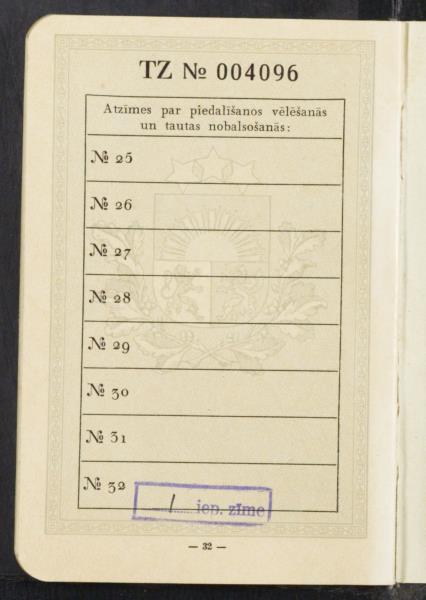 TZ № 004096
Atzīmes par piedalīšanos vēlēšanās
un tautas nobalsošanās:
№ 25
№ 26
№ 27
№ 28
№ 29
№ 30
№ 31
№ 32
1 iep. zīme
— 32 —